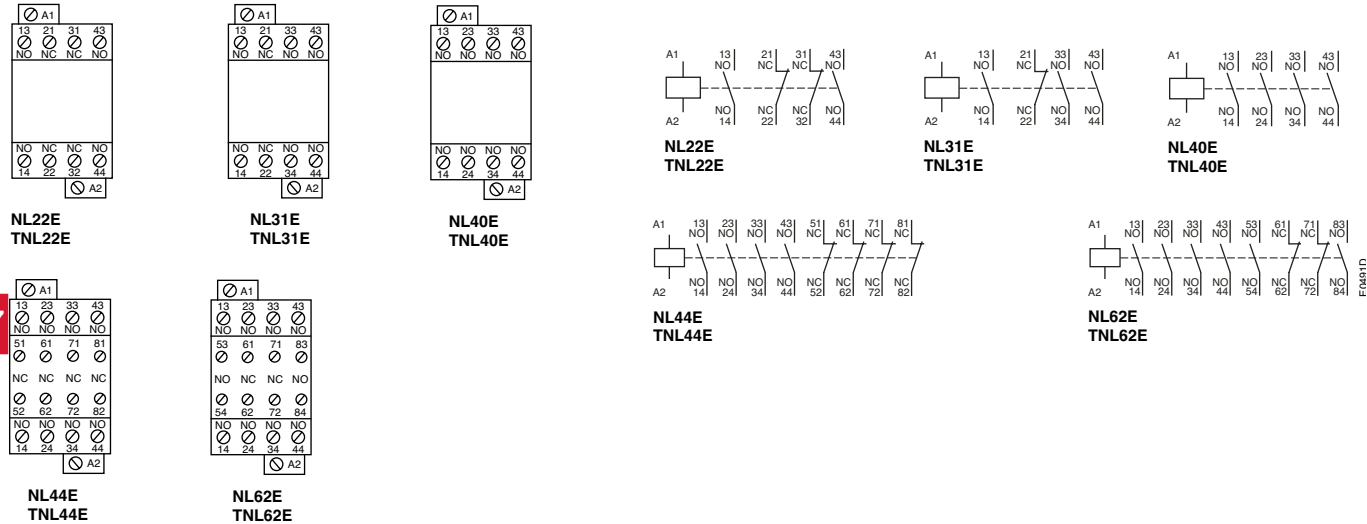 A1
13 21 31 43
NO NC NC NO
NO NO NO NO
14 22 32 44
A2
NL22E
TNL22E
A1
13 21 33 43
NO NC NO NO
NO NO NO NO
14 22 34 44
A2
NL31E
TNL31E
A1
13 23 33 43
NO NO NO NO
NO NO NO NO
14 24 34 44
A2
NL40E
TNL40E
A1 13 21 31 43
NO NC NC NO
NO NC NC NO
A2 14 22 32 44
NL22E
TNL22E
A1 13 21 33 43
NO NC NO NO
NO NC NO NO
A2 14 22 34 44
NL31E
TNL31E
A1 13 23 33 43
NO NO NO NO
NO NO NO NO
A2 14 24 34 44
NL40E
TNL40E
A1
13 23 33 43
NO NO NO NO
51 61 71 81
NC NC NC NC
52 62 72 82
NO NO NO NO
14 24 34 44
A2
NL44E
TNL44E
A1
13 23 33 43
NO NO NO NO
53 61 71 83
NO NC NC NO
54 62 72 84
NO NO NO NO
14 24 34 44
A2
NL62E
TNL62E
A1 13 23 33 43 51 61 71 81
NO NO NO NO NC NC NC NC
NO NO NO NO NC NC NC NC
A2 14 24 34 44 52 62 72 82
NL44E
TNL44E
A1 13 23 33 43 53 61 71 83
NO NO NO NO NO NC NC NO
NO NO NO NO NO NC NC NO
A2 14 24 34 44 54 62 72 84
NL62E
TNL62E
E0491D